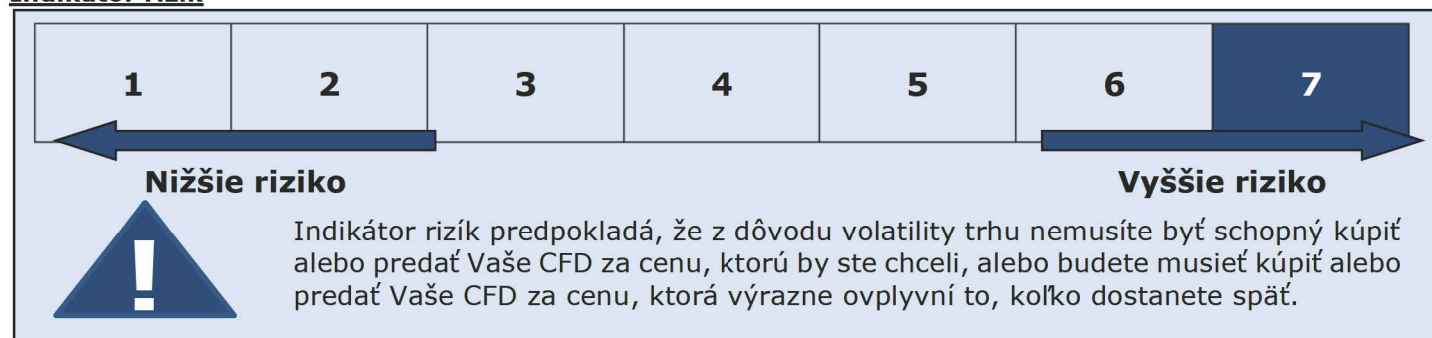 Indikátor rizík
1 2 3 4 5 6 7
Nižšie riziko Vyššie riziko
!
Indikátor rizík predpokladá, že z dôvodu volatility trhu nemusíte byť schopný kúpiť
alebo predať Vaše CFD za cenu, ktorú by ste chceli, alebo budete musieť kúpiť alebo
predať Vaše CFD za cenu, ktorá výrazne ovplyvní to, koľko dostanete späť.